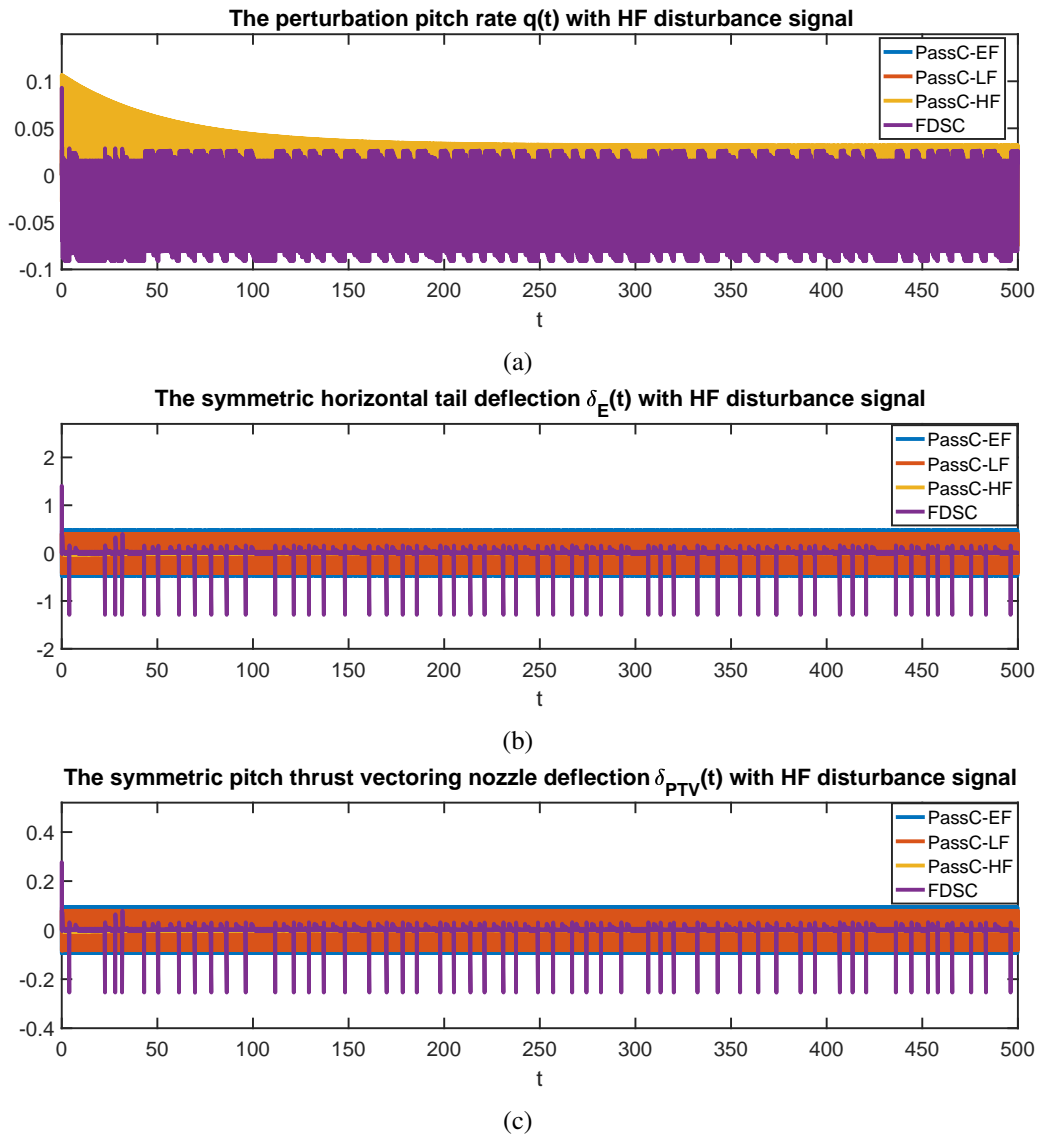 The perturbation pitch rate q(t) with HF disturbance signal
PassC-EF
PassC-LF
PassC-HF
FDSC
0.1
0.05
0
-0.05
-0.1
0 50 100 150 200 250 300 350 400 450 500
t
(a)
The symmetric horizontal tail deflection δ_E(t) with HF disturbance signal
PassC-EF
PassC-LF
PassC-HF
FDSC
2
1
0
-1
-2
0 50 100 150 200 250 300 350 400 450 500
t
(b)
The symmetric pitch thrust vectoring nozzle deflection δ_PTV(t) with HF disturbance signal
PassC-EF
PassC-LF
PassC-HF
FDSC
0.4
0.2
0
-0.2
-0.4
0 50 100 150 200 250 300 350 400 450 500
t
(c)